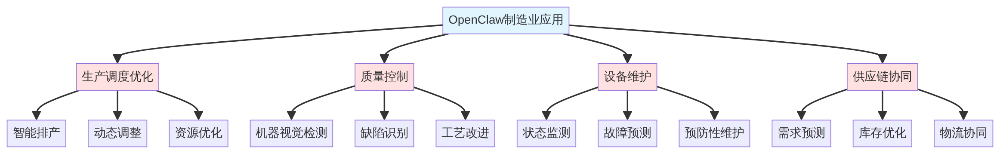 OpenClaw制造业应用
生产调度优化
质量控制
设备维护
供应链协同
智能排产
动态调整
资源优化
机器视觉检测
缺陷识别
工艺改进
状态监测
故障预测
预防性维护
需求预测
库存优化
物流协同